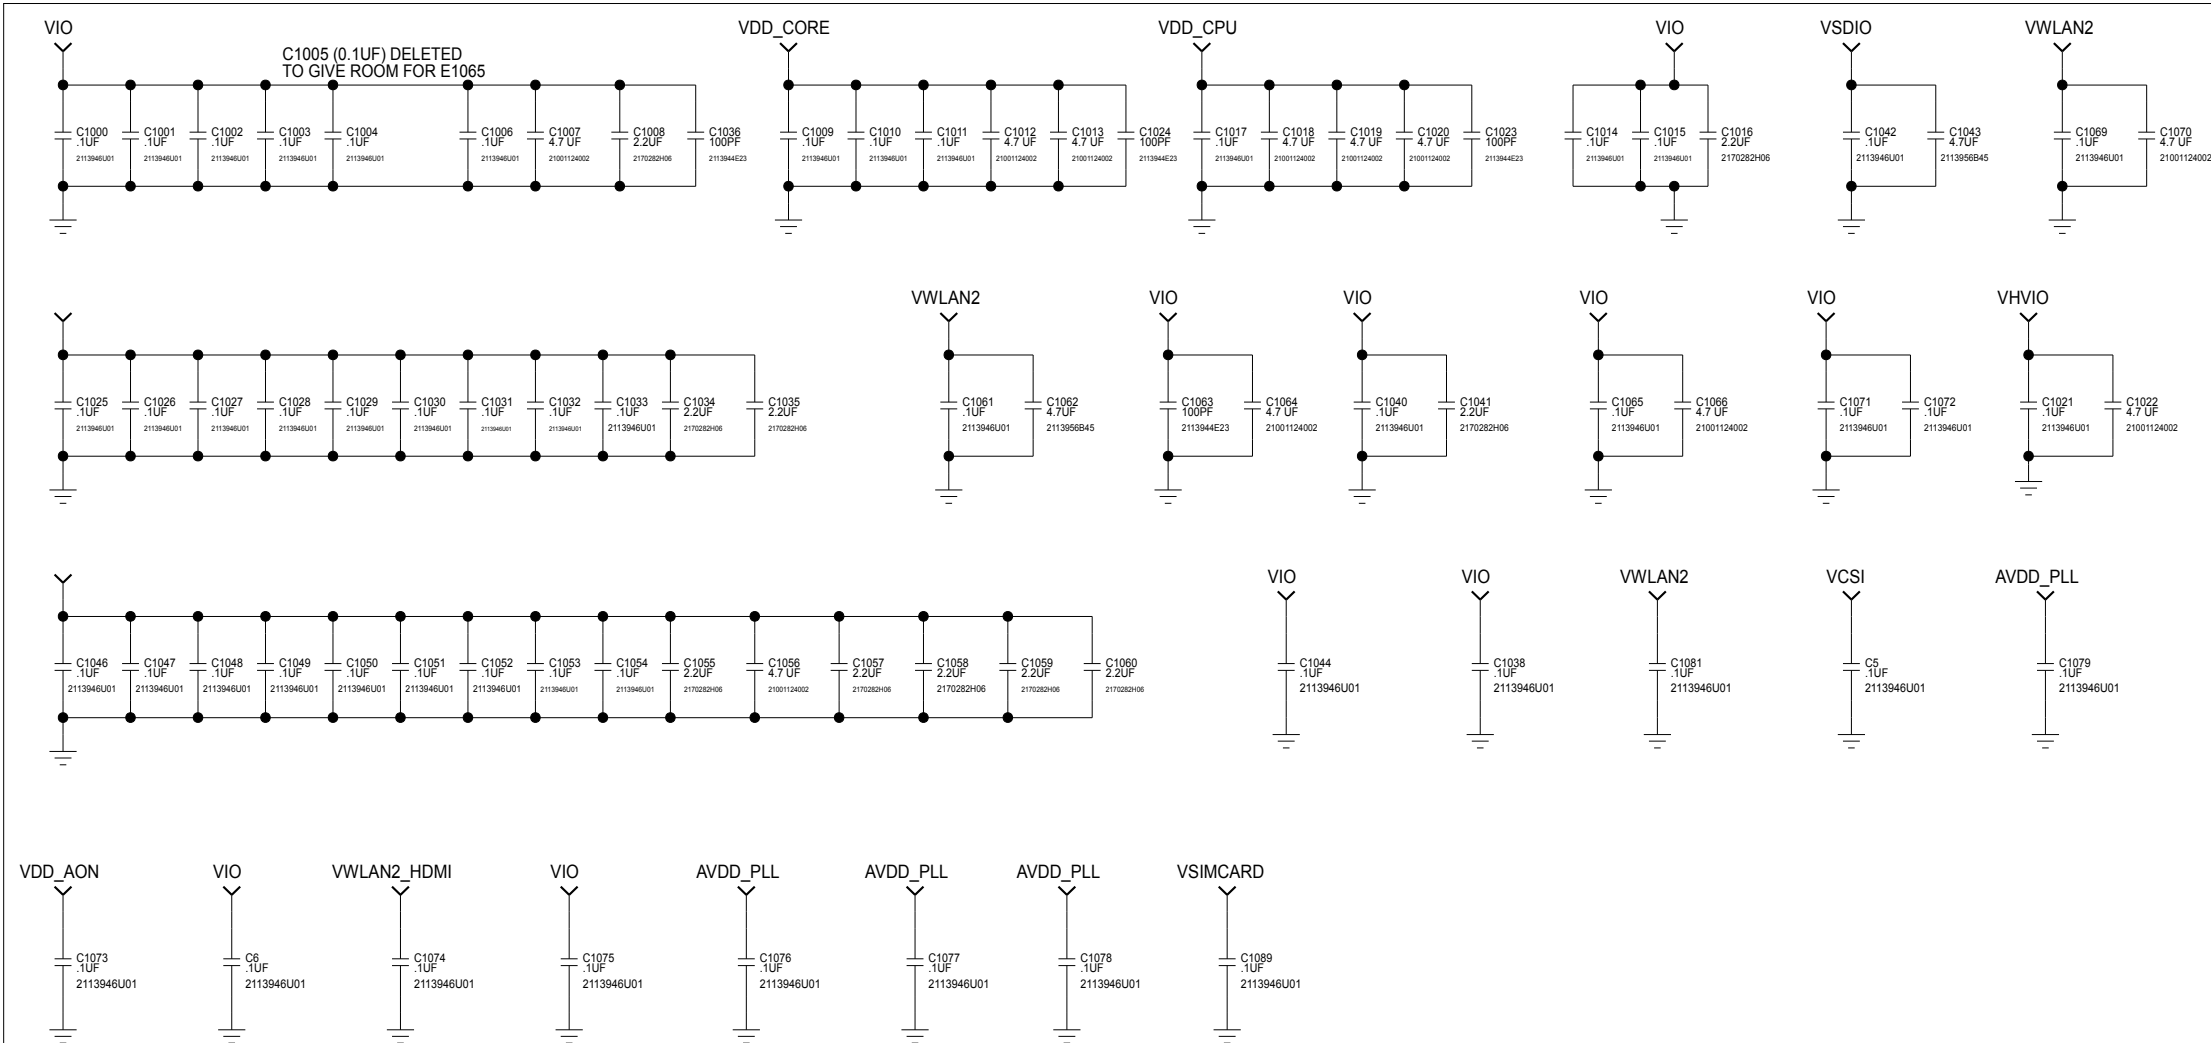 VIO
C1005 (0.1UF) DELETED
TO GIVE ROOM FOR E1065
C1000
.1UF
2113946U01
C1001
.1UF
2113946U01
C1002
.1UF
2113946U01
C1003
.1UF
2113946U01
C1004
.1UF
2113946U01
C1006
.1UF
2113946U01
C1007
4.7 UF
21001124002
C1008
2.2UF
2170282H06
C1036
100PF
2113944E23
VDD_CORE
C1009
.1UF
2113946U01
C1010
.1UF
2113946U01
C1011
.1UF
2113946U01
C1012
4.7 UF
21001124002
C1013
4.7 UF
21001124002
C1024
100PF
2113944E23
VDD_CPU
C1017
.1UF
2113946U01
C1018
4.7 UF
21001124002
C1019
4.7 UF
21001124002
C1020
4.7 UF
21001124002
C1023
100PF
2113944E23
VIO
C1014
.1UF
2113946U01
C1015
.1UF
2113946U01
C1016
2.2UF
2170282H06
VSDIO
C1042
.1UF
2113946U01
C1043
4.7UF
2113956B45
VWLAN2
C1069
.1UF
2113946U01
C1070
4.7 UF
21001124002
C1025
.1UF
2113946U01
C1026
.1UF
2113946U01
C1027
.1UF
2113946U01
C1028
.1UF
2113946U01
C1029
.1UF
2113946U01
C1030
.1UF
2113946U01
C1031
.1UF
2113946U01
C1032
.1UF
2113946U01
C1033
.1UF
2113946U01
C1034
2.2UF
2170282H06
C1035
2.2UF
2170282H06
VWLAN2
C1061
.1UF
2113946U01
C1062
4.7UF
2113956B45
VIO
C1063
100PF
2113944E23
C1064
4.7 UF
21001124002
VIO
C1040
.1UF
2113946U01
C1041
2.2UF
2170282H06
VIO
C1065
.1UF
2113946U01
C1066
4.7 UF
21001124002
VIO
C1071
.1UF
2113946U01
C1072
.1UF
2113946U01
VHVIO
C1021
.1UF
2113946U01
C1022
4.7 UF
21001124002
C1046
.1UF
2113946U01
C1047
.1UF
2113946U01
C1048
.1UF
2113946U01
C1049
.1UF
2113946U01
C1050
.1UF
2113946U01
C1051
.1UF
2113946U01
C1052
.1UF
2113946U01
C1053
.1UF
2113946U01
C1054
.1UF
2113946U01
C1055
2.2UF
2170282H06
C1056
4.7 UF
21001124002
C1057
2.2UF
2170282H06
C1058
2.2UF
2170282H06
C1059
2.2UF
2170282H06
C1060
2.2UF
2170282H06
VIO
C1044
.1UF
2113946U01
VIO
C1038
.1UF
2113946U01
VWLAN2
C1081
.1UF
2113946U01
VCSI
C5
.1UF
2113946U01
AVDD_PLL
C1079
.1UF
2113946U01
VDD_AON
C1073
.1UF
2113946U01
VIO
C6
.1UF
2113946U01
VWLAN2_HDMI
C1074
.1UF
2113946U01
VIO
C1075
.1UF
2113946U01
AVDD_PLL
C1076
.1UF
2113946U01
AVDD_PLL
C1077
.1UF
2113946U01
AVDD_PLL
C1078
.1UF
2113946U01
VSIMCARD
C1089
.1UF
2113946U01